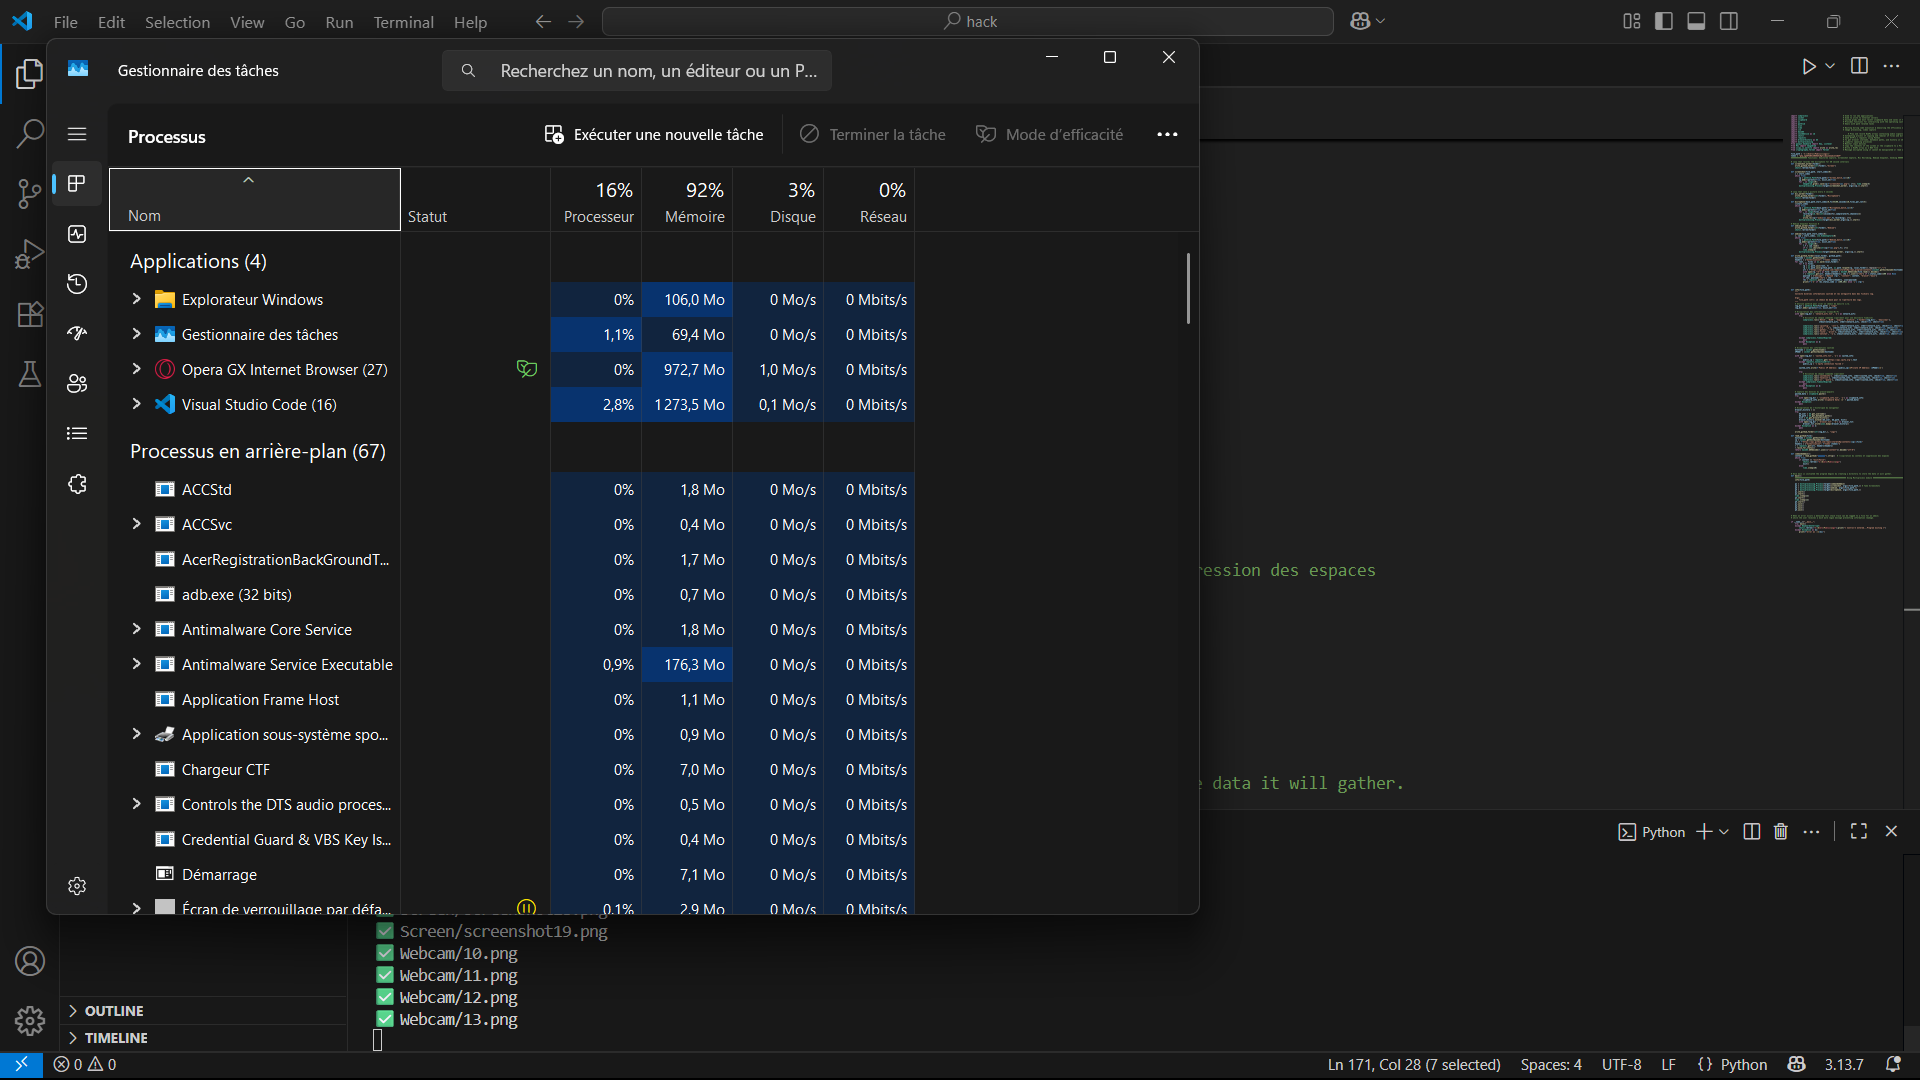 File Edit Selection View Go Run Terminal Help
hack
Gestionnaire des tâches
Recherchez un nom, un éditeur ou un P...
Processus
Exécuter une nouvelle tâche
Terminer la tâche
Mode d'efficacité
16% 92% 3% 0%
Nom Statut Processeur Mémoire Disque Réseau
Applications (4)
Explorateur Windows 0% 106,0 Mo 0 Mo/s 0 Mbits/s
Gestionnaire des tâches 1,1% 69,4 Mo 0 Mo/s 0 Mbits/s
Opera GX Internet Browser (27) 0% 972,7 Mo 1,0 Mo/s 0 Mbits/s
Visual Studio Code (16) 2,8% 1 273,5 Mo 0,1 Mo/s 0 Mbits/s
Processus en arrière-plan (67)
ACCStd 0% 1,8 Mo 0 Mo/s 0 Mbits/s
ACCSvc 0% 0,4 Mo 0 Mo/s 0 Mbits/s
AcerRegistrationBackGroundT... 0% 1,7 Mo 0 Mo/s 0 Mbits/s
ression des espaces
adb.exe (32 bits) 0% 0,7 Mo 0 Mo/s 0 Mbits/s
Antimalware Core Service 0% 1,8 Mo 0 Mo/s 0 Mbits/s
Antimalware Service Executable 0,9% 176,3 Mo 0 Mo/s 0 Mbits/s
Application Frame Host 0% 1,1 Mo 0 Mo/s 0 Mbits/s
Application sous-système spo... 0% 0,9 Mo 0 Mo/s 0 Mbits/s
Chargeur CTF 0% 7,0 Mo 0 Mo/s 0 Mbits/s
data it will gather.
Controls the DTS audio proces... 0% 0,5 Mo 0 Mo/s 0 Mbits/s
Python
Credential Guard & VBS Key Is... 0% 0,4 Mo 0 Mo/s 0 Mbits/s
Démarrage 0% 7,1 Mo 0 Mo/s 0 Mbits/s
Écran de verrouillage par défa... 0,1% 2,9 Mo 0 Mo/s 0 Mbits/s
Screen/screenshot19.png
Webcam/10.png
Webcam/11.png
Webcam/12.png
Webcam/13.png
OUTLINE
TIMELINE
0 0
Ln 171, Col 28 (7 selected) Spaces: 4 UTF-8 LF {} Python 3.13.7